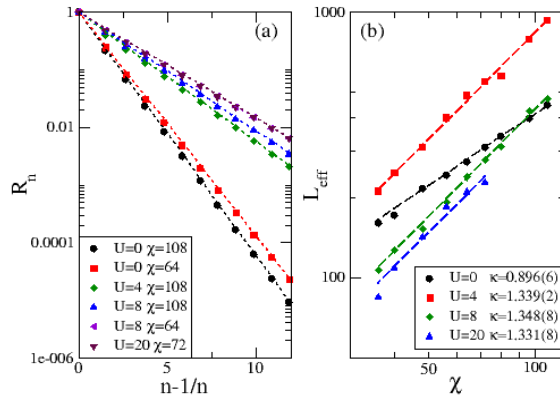 1
(a)
0.01
0.0001
1e-006
R_n
U=0 χ=108
U=0 χ=64
U=4 χ=108
U=8 χ=108
U=8 χ=64
U=20 χ=72
0
5
10
n-1/n
1000
(b)
100
L_eff
U=0 κ=0.896(6)
U=4 κ=1.339(2)
U=8 κ=1.348(8)
U=20 κ=1.331(8)
50
100
χ